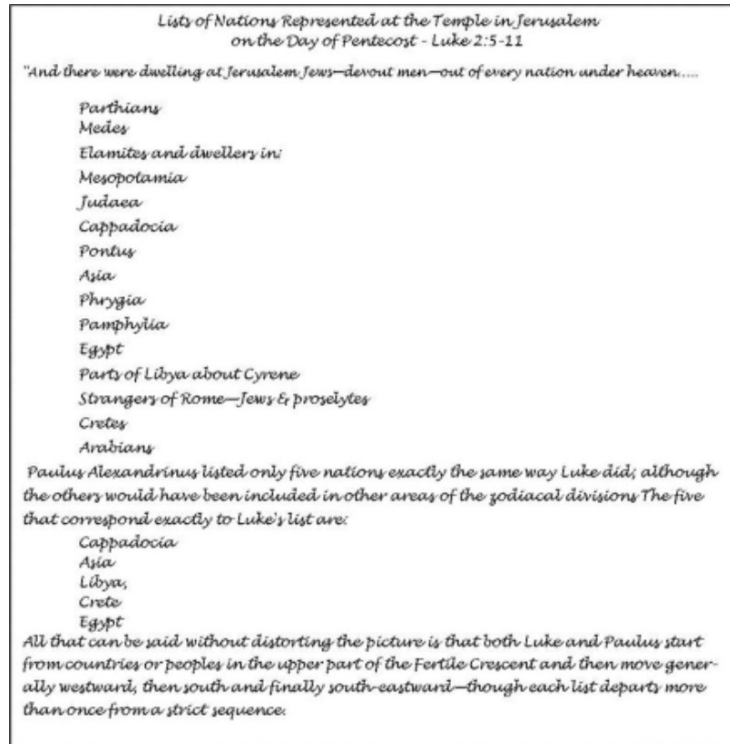 Lists of Nations Represented at the Temple in Jerusalem
on the Day of Pentecost - Luke 2:5-11
"And there were dwelling at Jerusalem Jews—devout men—out of every nation under heaven.....
Parthians
Medes
Elamites and dwellers in:
Mesopotamia
Judaea
Cappadocia
Pontus
Asia
Phrygia
Pamphylia
Egypt
Parts of Libya about Cyrene
Strangers of Rome—Jews & proselytes
Cretes
Arabians
Paulus Alexandrinus listed only five nations exactly the same way Luke did; although
the others would have been included in other areas of the zodiacal divisions The five
that correspond exactly to Luke's list are:
Cappadocia
Asia
Libya,
Crete
Egypt
All that can be said without distorting the picture is that both Luke and Paulus start
from countries or peoples in the upper part of the Fertile Crescent and then move gener-
ally westward, then south and finally south-eastward—though each list departs more
than once from a strict sequence.